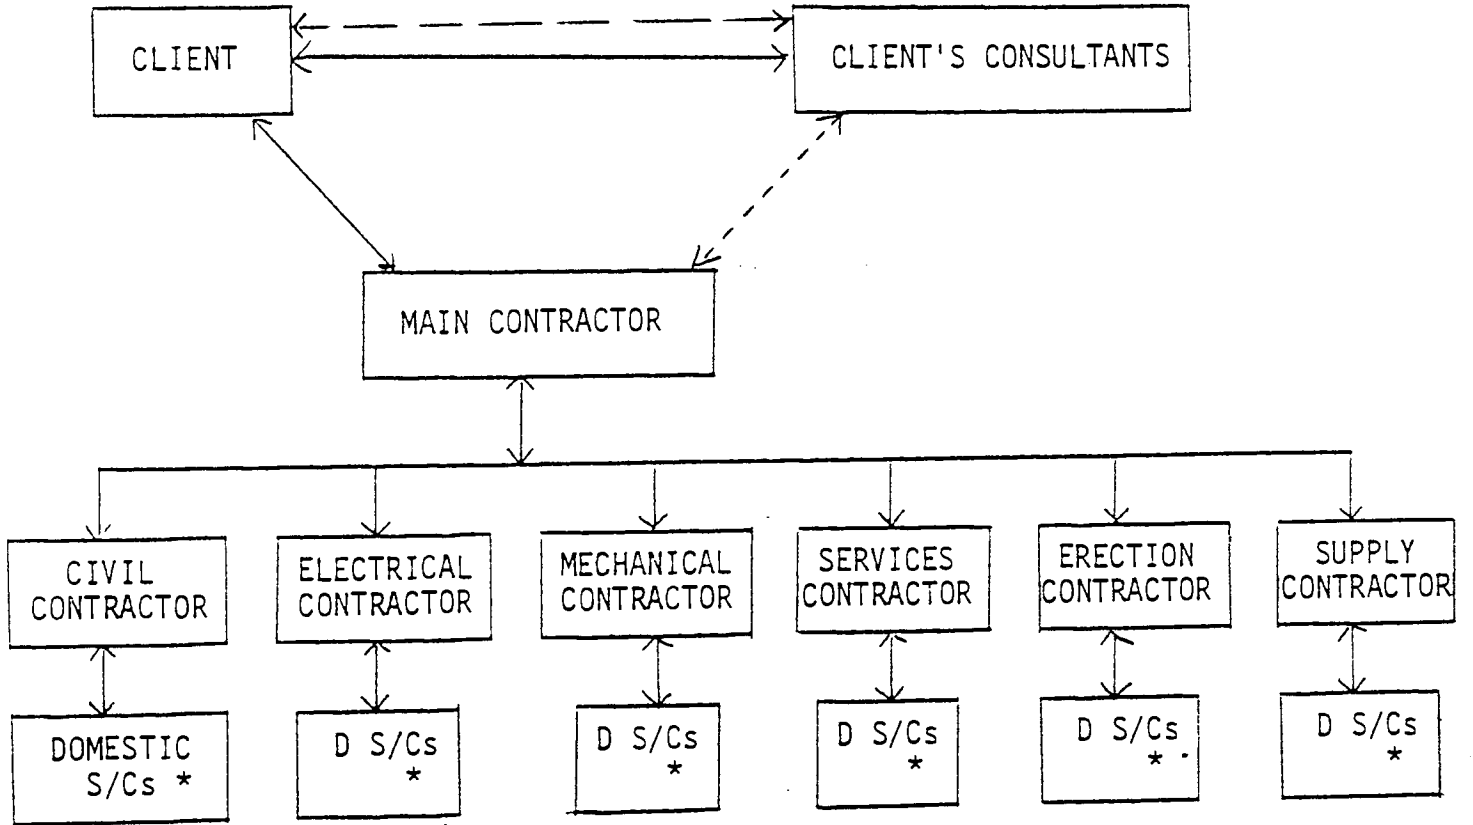 CLIENT
CLIENT'S CONSULTANTS
MAIN CONTRACTOR
CIVIL
CONTRACTOR
ELECTRICAL
CONTRACTOR
MECHANICAL
CONTRACTOR
SERVICES
CONTRACTOR
ERECTION
CONTRACTOR
SUPPLY
CONTRACTOR
DOMESTIC
S/Cs *
D S/Cs
*
D S/Cs
*
D S/Cs
*
D S/Cs
*
D S/Cs
*